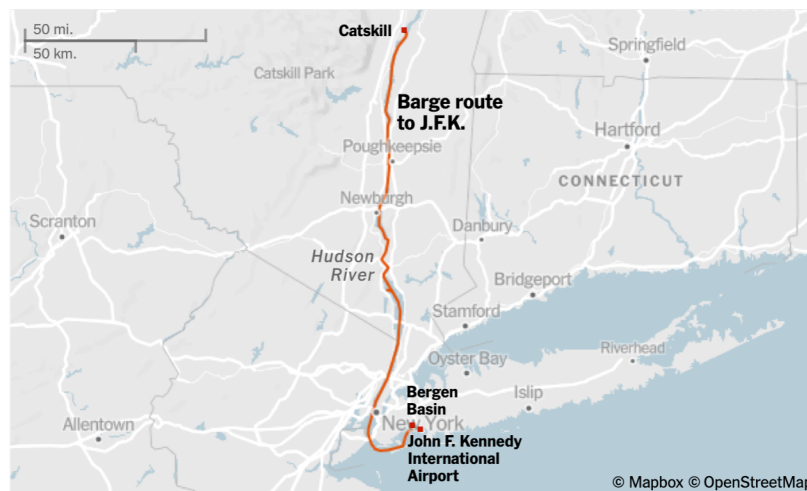 50 mi.
50 km.
Catskill
Springfield
Catskill Park
Barge route
to J.F.K.
Hartford
Poughkeepsie
CONNECTICUT
Newburgh
Scranton
Danbury
Hudson
River
Bridgeport
Stamford
Riverhead
Oyster Bay
Islip
Bergen
Basin
New York
Allentown
John F. Kennedy
International
Airport
© Mapbox © OpenStreetMap